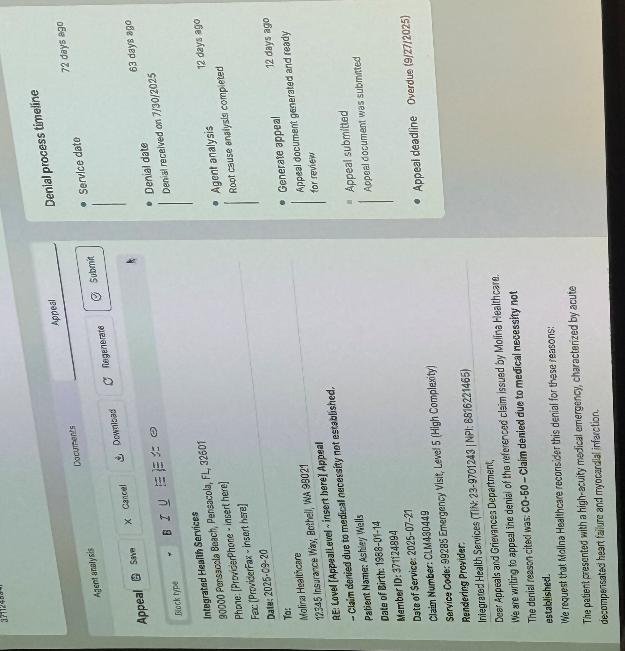 Agent analysis
Documents
Appeal
Appeal
Save
Cancel
Download
Regenerate
Submit
Block type
B I U
Integrated Health Services
90000 Pensacola Beach, Pensacola, FL, 32501
Phone: [ProviderPhone - insert here]
Fax: [ProviderFax - insert here]
Date: 2025-09-20
To:
Molina Healthcare
12345 Insurance Way, Bothell, WA 98021
RE: Level [AppealLevel - insert here] Appeal
- Claim denied due to medical necessity not established.
Patient Name: Ashley Wells
Date of Birth: 1988-01-14
Member ID: 371124894
Date of Service: 2025-07-21
Claim Number: CLM480449
Service Code: 99285 Emergency Visit, Level 5 (High Complexity)
Rendering Provider:
Integrated Health Services (TIN: 23-9701243 | NPI: 8816221465)
Dear Appeals and Grievances Department,
We are writing to appeal the denial of the referenced claim issued by Molina Healthcare.
The denial reason cited was: CO-50 – Claim denied due to medical necessity not
established.
We request that Molina Healthcare reconsider this denial for these reasons:
The patient presented with a high-acuity medical emergency, characterized by acute
decompensated heart failure and myocardial infarction.
Denial process timeline
Service date 72 days ago
Denial date 63 days ago
Denial received on 7/30/2025
Agent analysis 12 days ago
Root cause analysis completed
Generate appeal 12 days ago
Appeal document generated and ready
for review
Appeal submitted
Appeal document was submitted
Appeal deadline Overdue (9/27/2025)